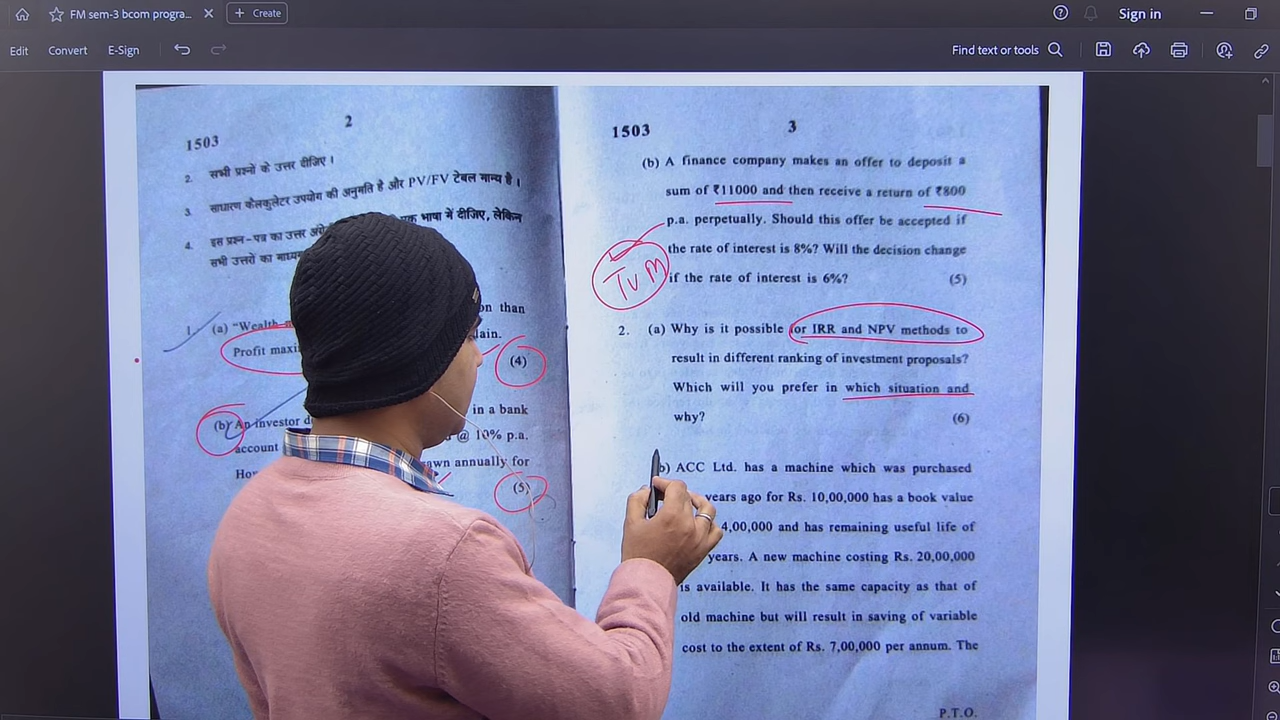 FM sem-3 bcom progra...
Create
Sign in
Edit
Convert
E-Sign
Find text or tools
2
1503
2. सभी प्रश्नों के उत्तर दीजिए।
3. साधारण कैलकुलेटर उपयोग की अनुमति है और PV/FV टेबल मान्य है।
4. इस प्रश्न-पत्र का उत्तर भाषा में दीजिए, लेकिन
सभी उत्तरों का
1. (a) "Wealth on than
Profit
(4)
(b) An investor in a bank
account @ 10% p.a.
annually for
(5)
1503
3
(b) A finance company makes an offer to deposit a
sum of ₹11000 and then receive a return of ₹800
p.a. perpetually. Should this offer be accepted if
the rate of interest is 8%? Will the decision change
if the rate of interest is 6%? (5)
TVM
2. (a) Why is it possible for IRR and NPV methods to
result in different ranking of investment proposals?
Which will you prefer in which situation and
why? (6)
b) ACC Ltd. has a machine which was purchased
years ago for Rs. 10,00,000 has a book value
4,00,000 and has remaining useful life of
years. A new machine costing Rs. 20,00,000
is available. It has the same capacity as that of
old machine but will result in saving of variable
cost to the extent of Rs. 7,00,000 per annum. The
P.T.O.